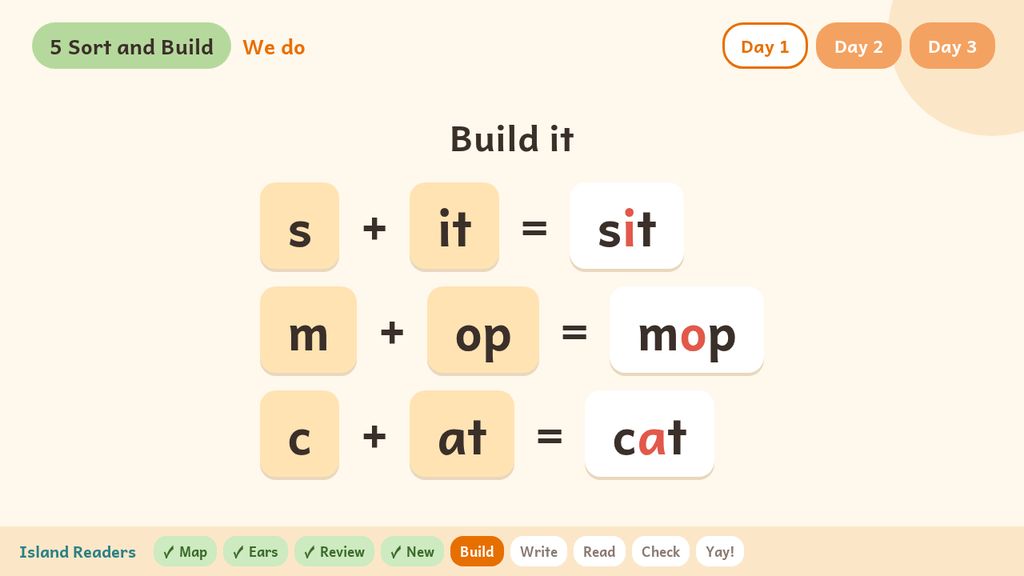 5 Sort and Build We do Day 1 Day 2 Day 3
Build it
s + it = sit
m + op = mop
c + at = cat
Island Readers ✓ Map ✓ Ears ✓ Review ✓ New Build Write Read Check Yay!